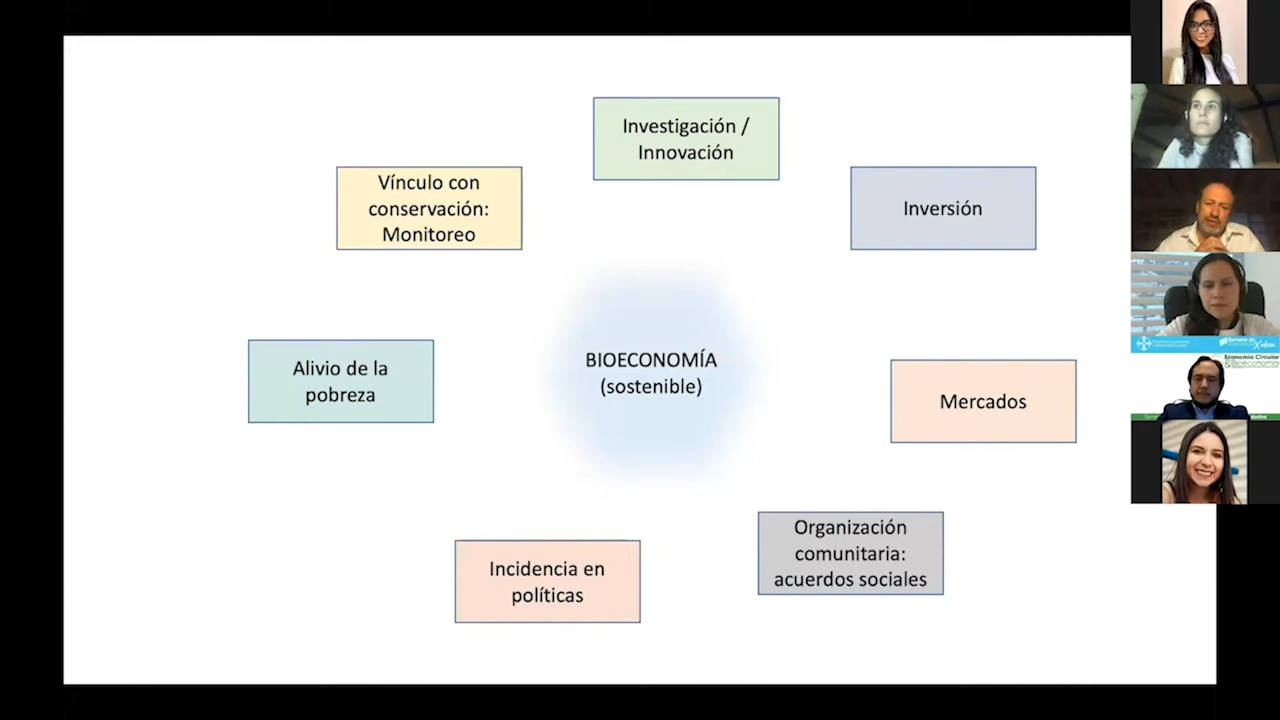 Investigación /
Innovación
Vínculo con
conservación:
Monitoreo
Inversión
BIOECONOMÍA
(sostenible)
Alivio de la
pobreza
Mercados
Organización
comunitaria:
acuerdos sociales
Incidencia en
políticas
Economía Circular
&Bioeconomía